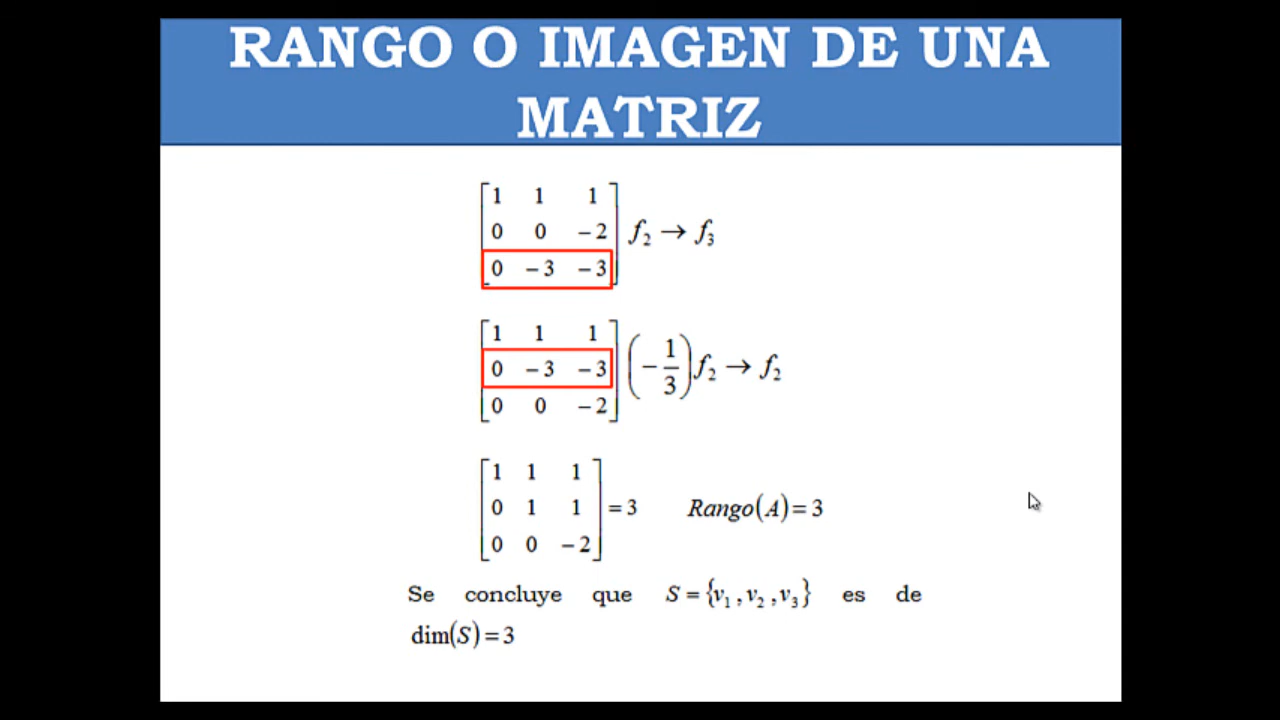 RANGO O IMAGEN DE UNA
MATRIZ
1 1 1
0 0 −2 f₂ → f₃
0 −3 −3
1 1 1
0 −3 −3 (−1/3) f₂ → f₂
0 0 −2
1 1 1
0 1 1 = 3 Rango(A) = 3
0 0 −2
Se concluye que S = {v₁ , v₂ , v₃} es de
dim(S) = 3